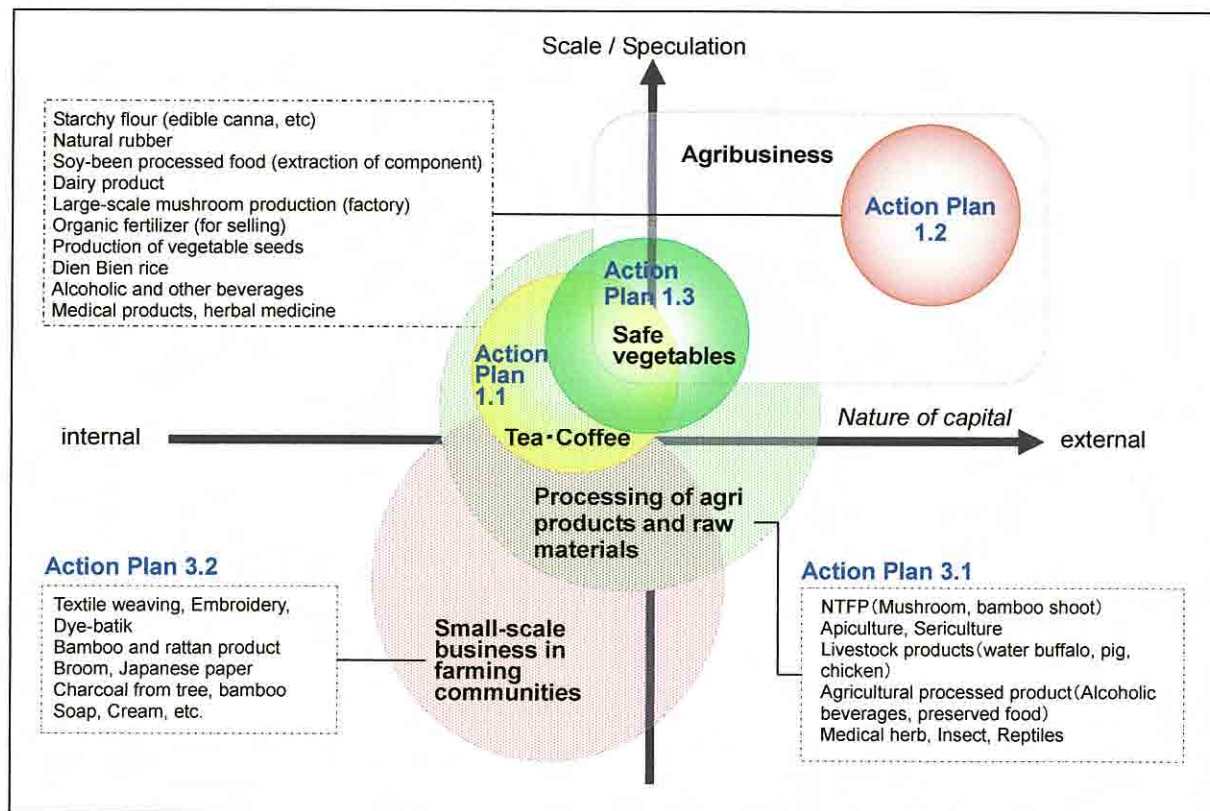 Scale / Speculation
Starchy flour (edible canna, etc)
Natural rubber
Soy-been processed food (extraction of component)
Dairy product
Large-scale mushroom production (factory)
Organic fertilizer (for selling)
Production of vegetable seeds
Dien Bien rice
Alcoholic and other beverages
Medical products, herbal medicine
Agribusiness
Action Plan
1.2
Action
Plan 1.3
Safe
vegetables
Action
Plan
1.1
Tea・Coffee
internal
Nature of capital
external
Processing of agri
products and raw
materials
Action Plan 3.2
Textile weaving, Embroidery,
Dye-batik
Bamboo and rattan product
Broom, Japanese paper
Charcoal from tree, bamboo
Soap, Cream, etc.
Small-scale
business in
farming
communities
Action Plan 3.1
NTFP(Mushroom, bamboo shoot)
Apiculture, Sericulture
Livestock products(water buffalo, pig,
chicken)
Agricultural processed product(Alcoholic
beverages, preserved food)
Medical herb, Insect, Reptiles